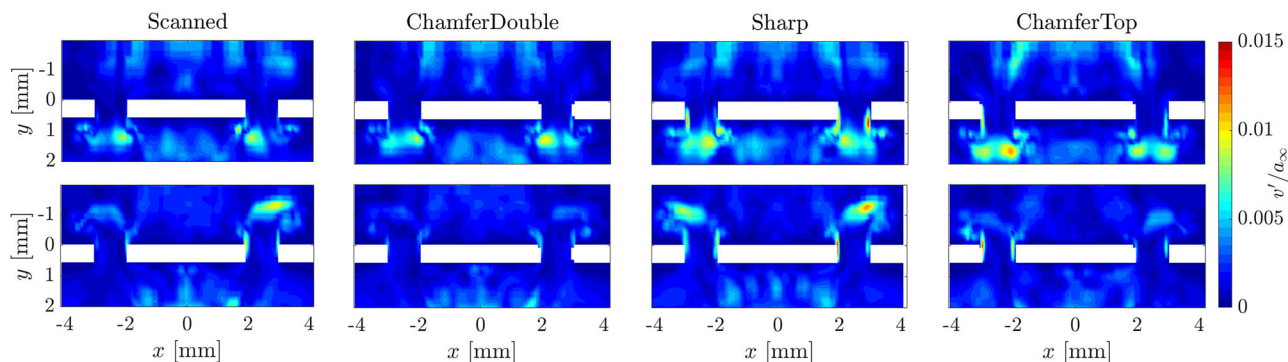 Scanned ChamferDouble Sharp ChamferTop
-1
0
1
2
y [mm]
-1
0
1
2
y [mm]
-4 -2 0 2 4 -4 -2 0 2 4 -4 -2 0 2 4 -4 -2 0 2 4
x [mm] x [mm] x [mm] x [mm]
0.015
0.01
0.005
0
v′/a∞